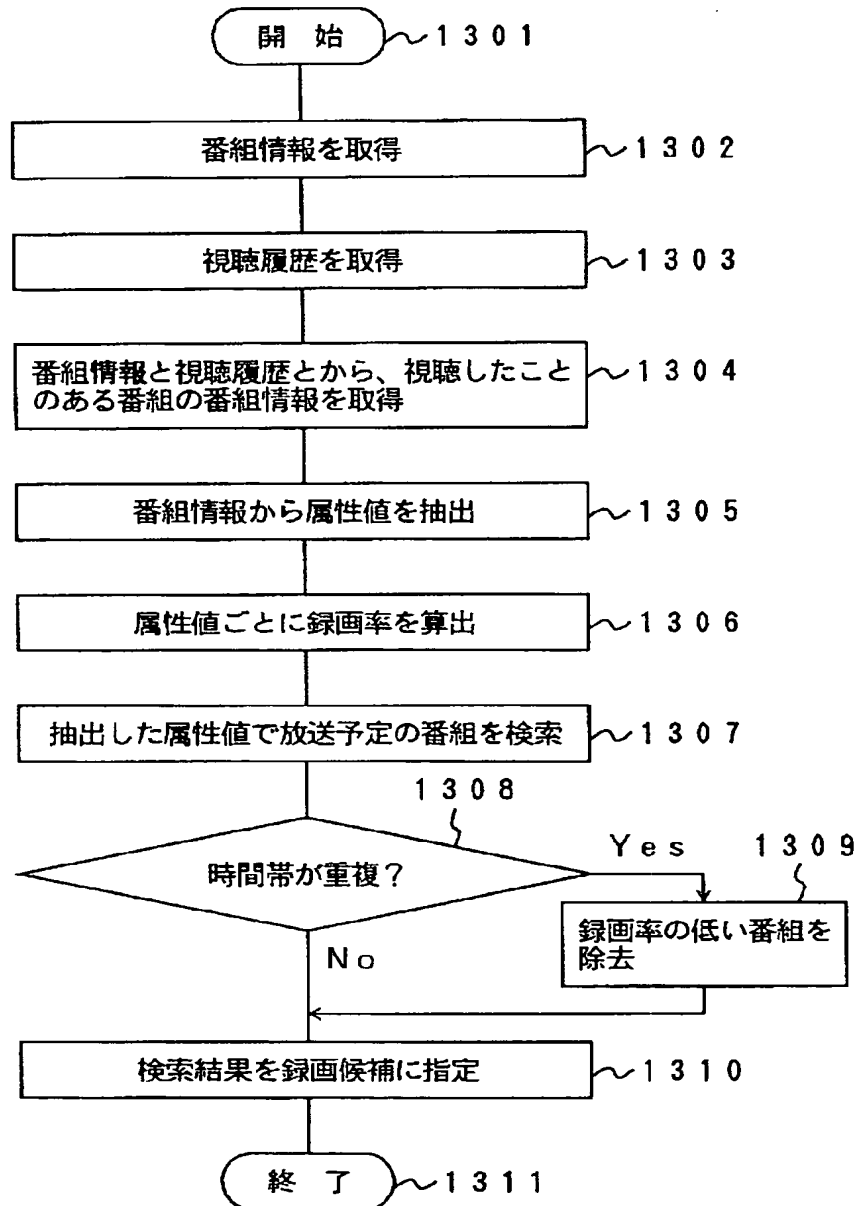 開 始 1301
番組情報を取得 1302
視聴履歴を取得 1303
番組情報と視聴履歴とから、視聴したこと 1304
のある番組の番組情報を取得
番組情報から属性値を抽出 1305
属性値ごとに録画率を算出 1306
抽出した属性値で放送予定の番組を検索 1307
1308
時間帯が重複？
Yes
1309
録画率の低い番組を
除去
No
検索結果を録画候補に指定 1310
終 了 1311